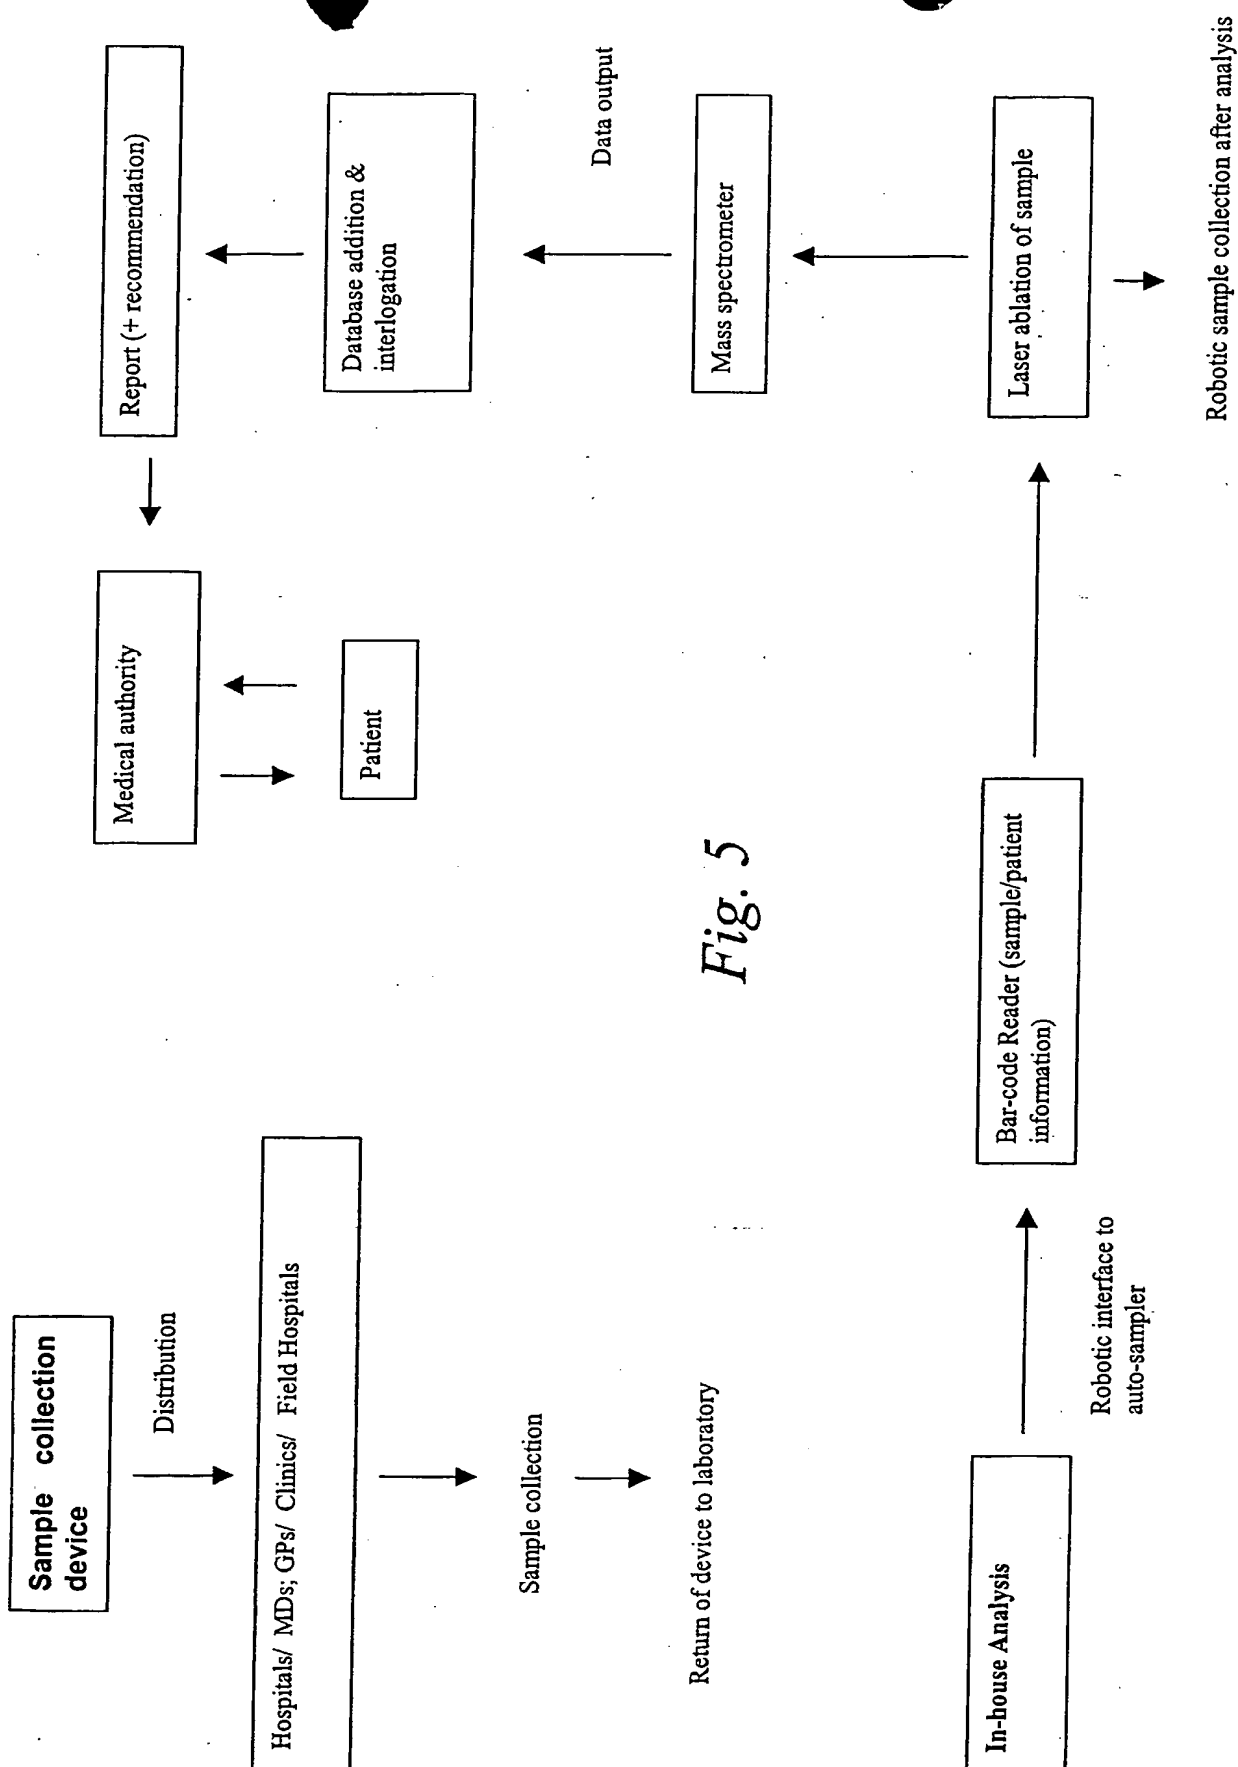 Sample collection
device
Distribution
Hospitals/ MDs; GPs/ Clinics/ Field Hospitals
Sample collection
Return of device to laboratory
In-house Analysis
Robotic interface to
auto-sampler
Bar-code Reader (sample/patient
information)
Laser ablation of sample
Robotic sample collection after analysis
Mass spectrometer
Data output
Database addition &
interlogation
Report (+ recommendation)
Medical authority
Patient
Fig. 5